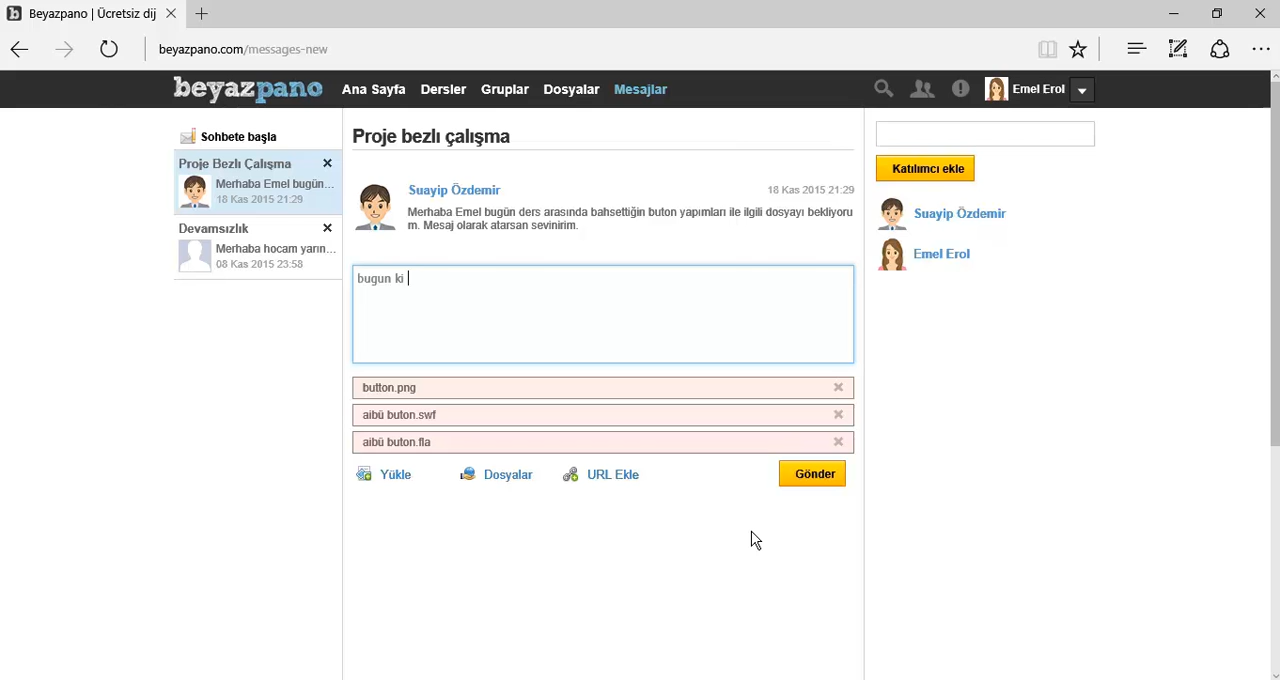 Beyazpano | Ücretsiz dij
beyazpano.com/messages-new
beyazpano
Ana Sayfa Dersler Gruplar Dosyalar Mesajlar
Emel Erol
Sohbete başla
Proje Bezlı Çalışma
Merhaba Emel bugün...
18 Kas 2015 21:29
Devamsızlık
Merhaba hocam yarın...
08 Kas 2015 23.58
Proje bezlı çalışma
Suayip Özdemir
18 Kas 2015 21:29
Merhaba Emel bugün ders arasında bahsettiğin buton yapımları ile ilgili dosyayı bekliyoru
m. Mesaj olarak atarsan sevinirim.
bugun ki
button.png
aibü buton.swf
aibü buton.fla
Yükle Dosyalar URL Ekle
Gönder
Katılımcı ekle
Suayip Özdemir
Emel Erol